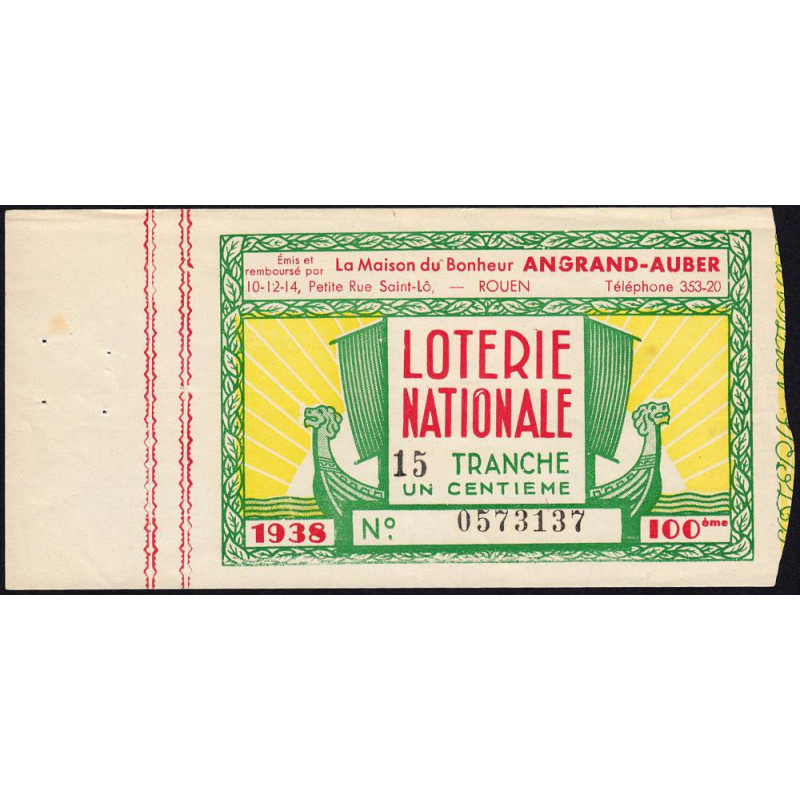 Émis et
remboursé par La Maison du Bonheur ANGRAND-AUBER
10-12-14, Petite Rue Saint-Lô, — ROUEN Téléphone 353-20
LOTERIE
NATIONALE
15 TRANCHE
UN CENTIEME
1938 No. 0573137 100ème